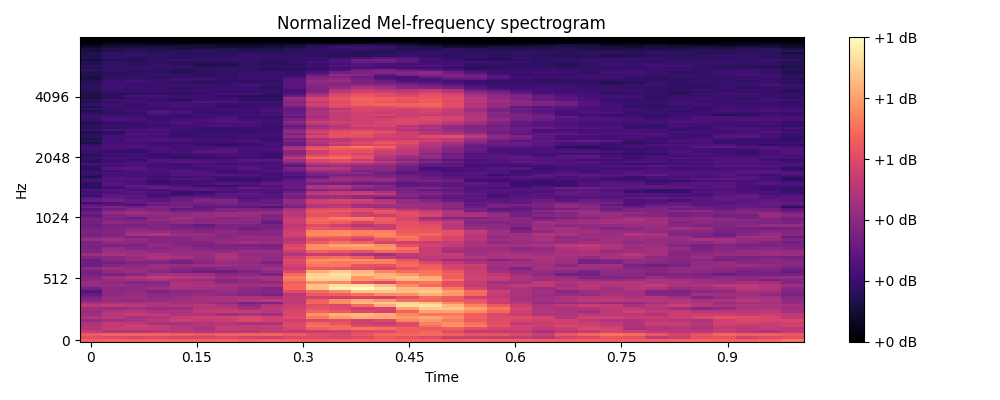 Normalized Mel-frequency spectrogram
Hz
4096
2048
1024
512
0
0 0.15 0.3 0.45 0.6 0.75 0.9
Time
+1 dB
+1 dB
+1 dB
+0 dB
+0 dB
+0 dB